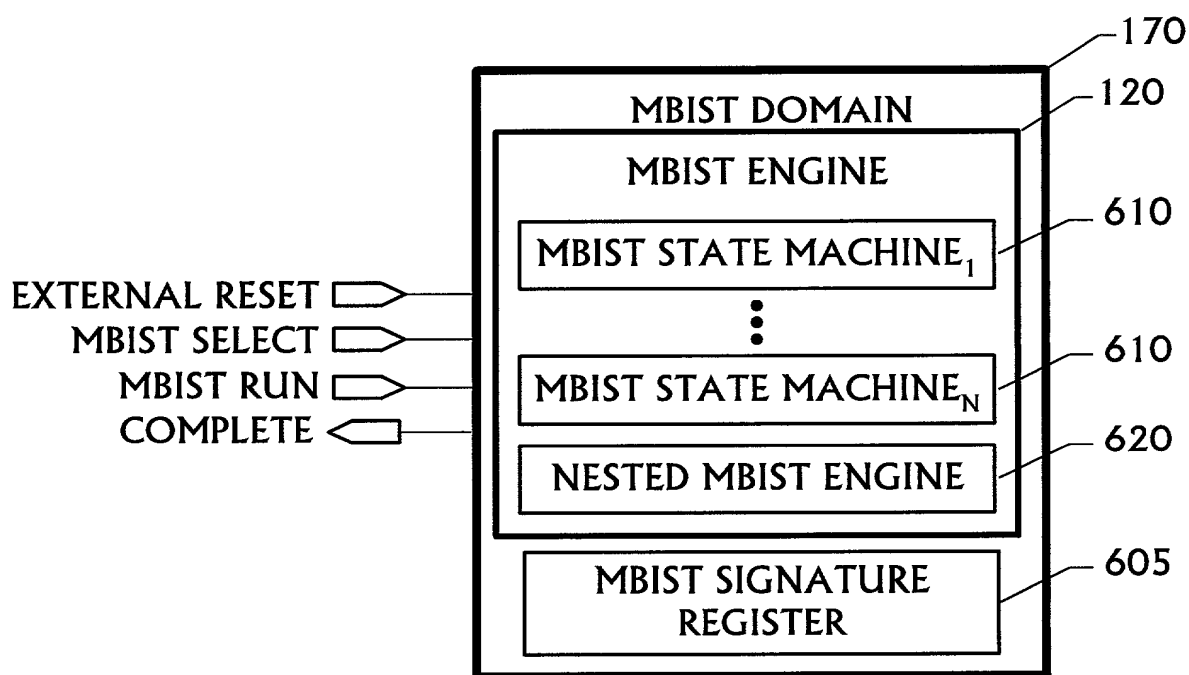 170
MBIST DOMAIN
120
MBIST ENGINE
610
MBIST STATE MACHINE1
EXTERNAL RESET
MBIST SELECT
MBIST RUN
COMPLETE
610
MBIST STATE MACHINEN
620
NESTED MBIST ENGINE
605
MBIST SIGNATURE
REGISTER